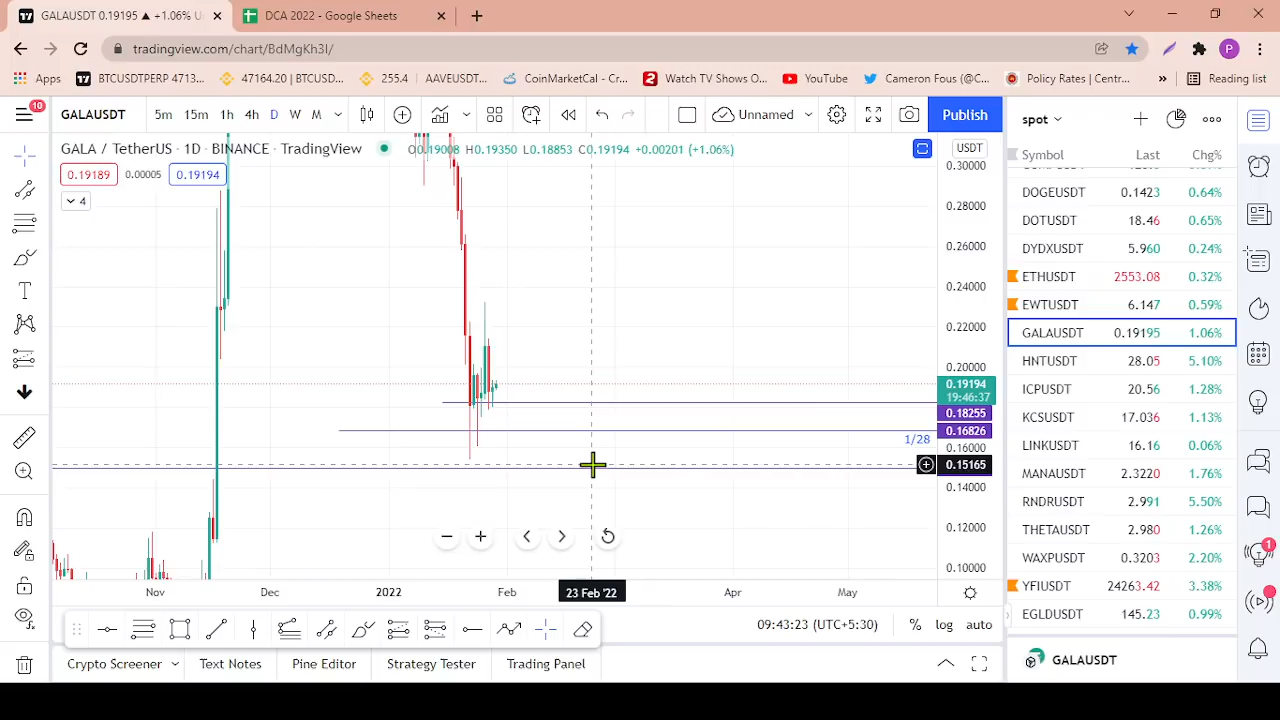 GALAUSDT 0.19195 ▲ +1.06% U
DCA 2022 - Google Sheets
tradingview.com/chart/BdMgKh3I/
Apps
BTCUSDTPERP 4713...
47164.20 | BTCUSD...
255.4 AAVEUSDT...
CoinMarketCal - Cr...
Watch TV Shows O...
YouTube
Cameron Fous (@C...
Policy Rates | Centr...
»
Reading list
10
GALAUSDT
5m 15m 1h 4h D W M
Unnamed
Publish
spot
GALA / TetherUS · 1D · BINANCE · TradingView
O0.19008 H0.19350 L0.18853 C0.19194 +0.00201 (+1.06%)
USDT
0.19189
0.00005
0.19194
4
Symbol Last Chg%
DOGEUSDT 0.1423 0.64%
DOTUSDT 18.46 0.65%
DYDXUSDT 5.960 0.24%
ETHUSDT 2553.08 0.32%
EWTUSDT 6.147 0.59%
GALAUSDT 0.19195 1.06%
HNTUSDT 28.05 5.10%
ICPUSDT 20.56 1.28%
KCSUSDT 17.036 1.13%
LINKUSDT 16.16 0.06%
MANAUSDT 2.3220 1.76%
RNDRUSDT 2.991 5.50%
THETAUSDT 2.980 1.26%
WAXPUSDT 0.3203 2.20%
YFIUSDT 24263.42 3.38%
EGLDUSDT 145.23 0.99%
0.30000
0.28000
0.26000
0.24000
0.22000
0.20000
0.19194
19:46:37
0.18255
0.16826
1/28
0.16000
0.15165
0.14000
0.12000
0.10000
1
Nov Dec 2022 Feb 23 Feb '22 Apr May
09:43:23 (UTC+5:30)
% log auto
Crypto Screener
Text Notes
Pine Editor
Strategy Tester
Trading Panel
GALAUSDT
P